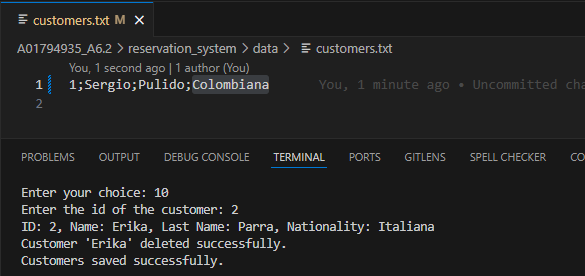 customers.txt M
A01794935_A6.2 > reservation_system > data > customers.txt
You, 1 second ago | 1 author (You)
1 1;Sergio;Pulido;Colombiana You, 1 minute ago • Uncommitted cha
2
PROBLEMS OUTPUT DEBUG CONSOLE TERMINAL PORTS GITLENS SPELL CHECKER CO
Enter your choice: 10
Enter the id of the customer: 2
ID: 2, Name: Erika, Last Name: Parra, Nationality: Italiana
Customer 'Erika' deleted successfully.
Customers saved successfully.